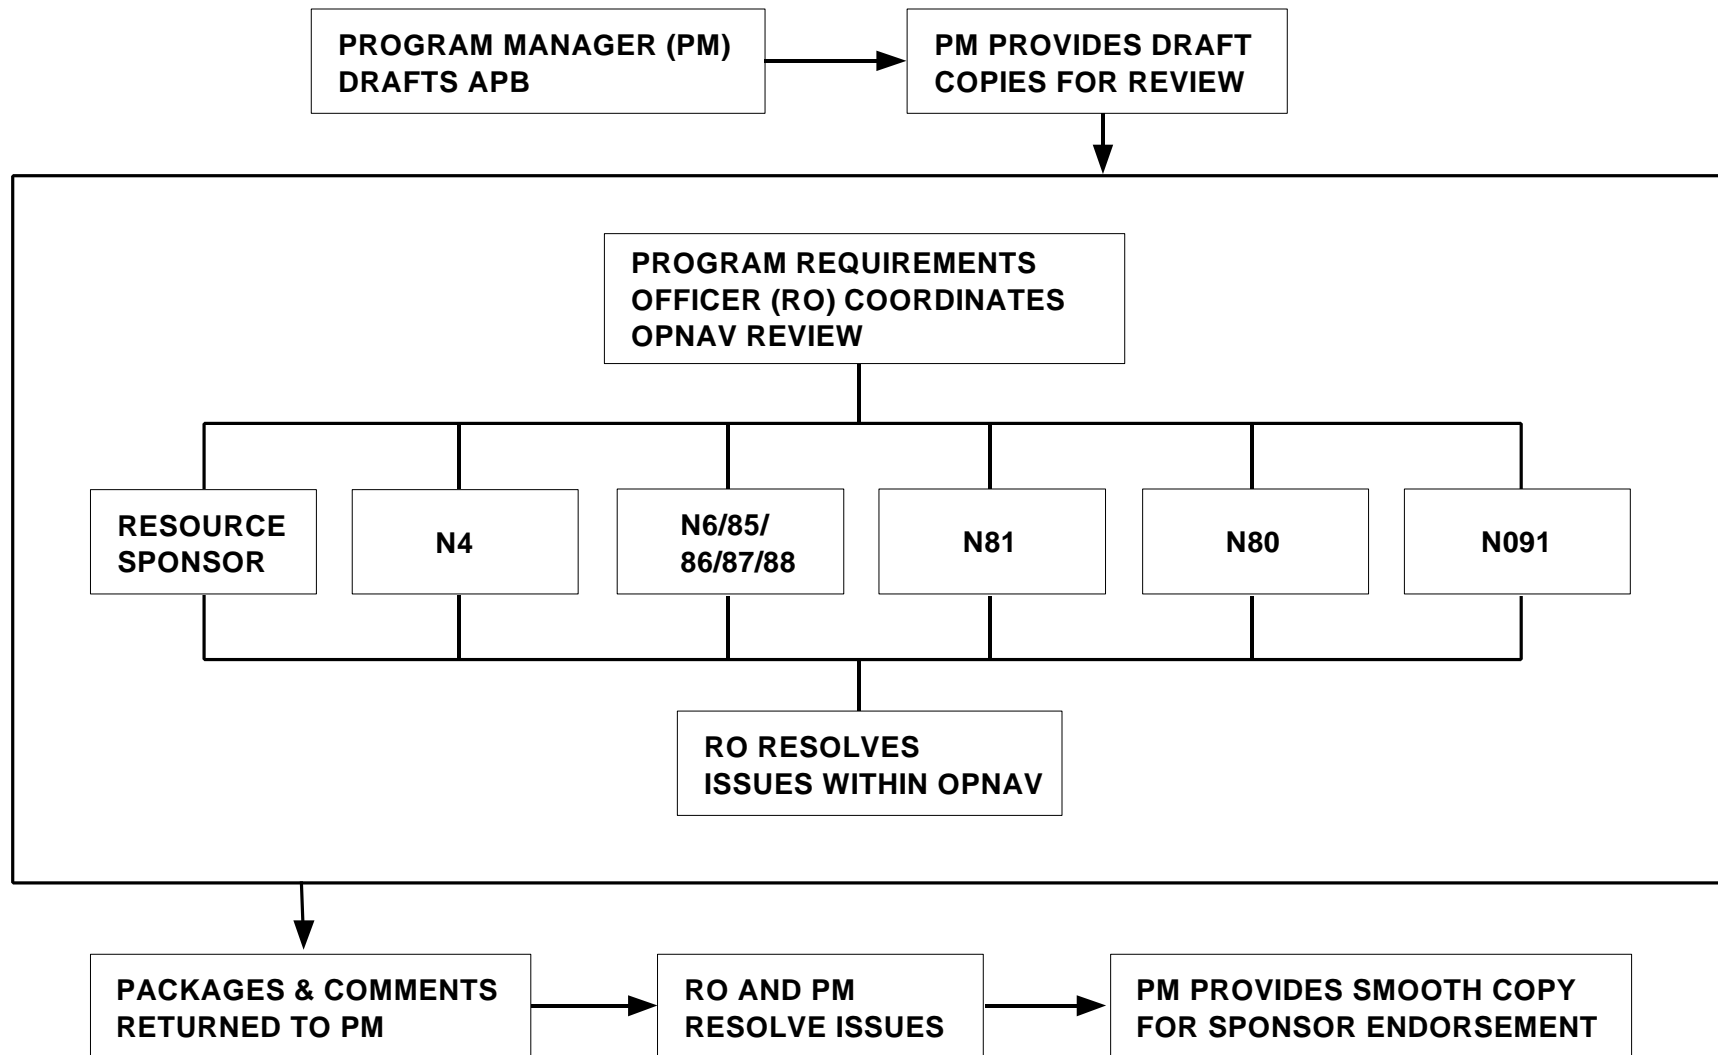 PROGRAM MANAGER (PM)
DRAFTS APB
PM PROVIDES DRAFT
COPIES FOR REVIEW
PROGRAM REQUIREMENTS
OFFICER (RO) COORDINATES
OPNAV REVIEW
RESOURCE
SPONSOR
N4
N6/85/
86/87/88
N81
N80
N091
RO RESOLVES
ISSUES WITHIN OPNAV
PACKAGES & COMMENTS
RETURNED TO PM
RO AND PM
RESOLVE ISSUES
PM PROVIDES SMOOTH COPY
FOR SPONSOR ENDORSEMENT